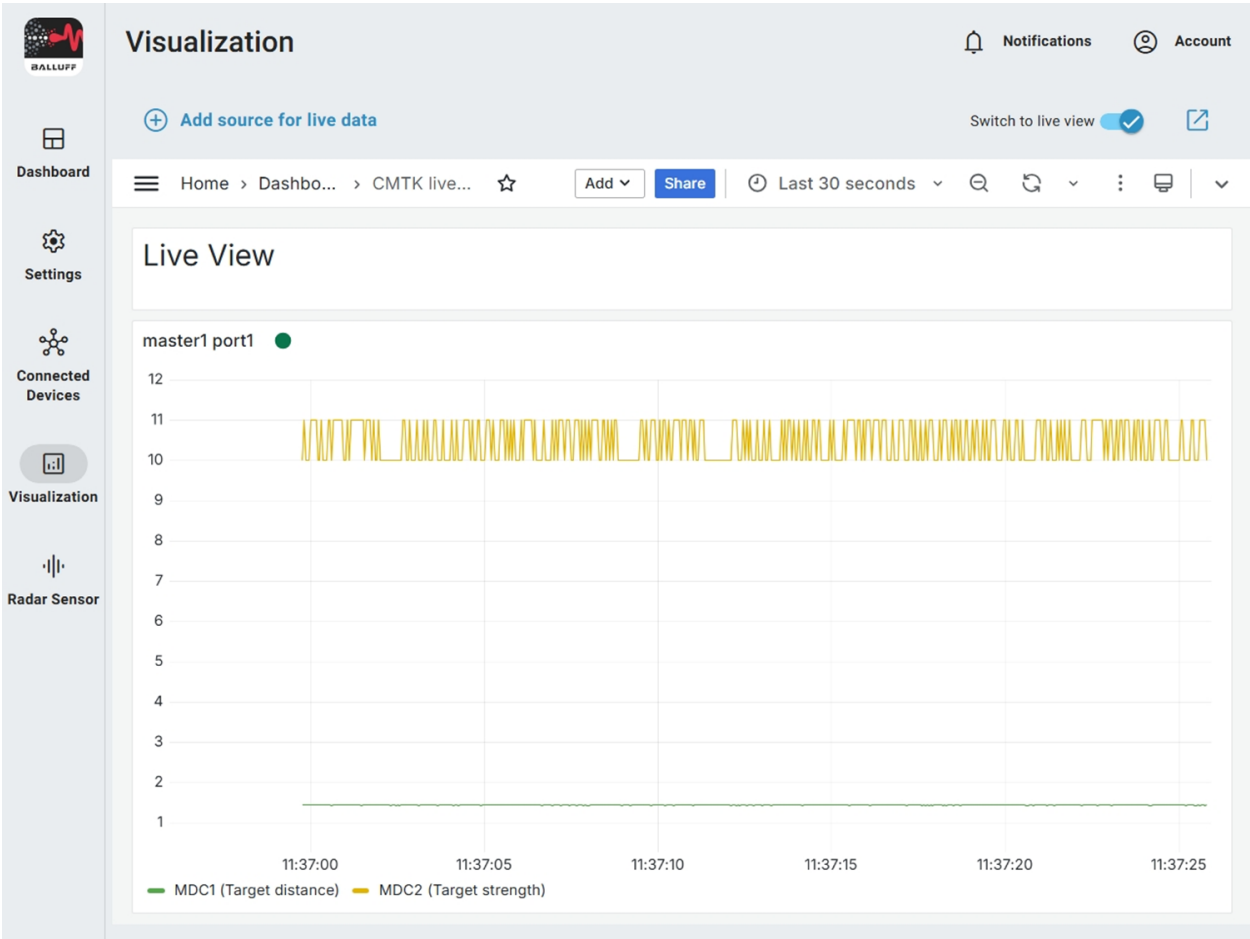 BALLUFF
Visualization
Notifications
Account
Add source for live data
Switch to live view
Dashboard
Home › Dashbo... › CMTK live...
Add
Share
Last 30 seconds
Settings
Live View
Connected
Devices
master1 port1
12
11
10
9
8
7
6
5
4
3
2
1
Visualization
Radar Sensor
11:37:00 11:37:05 11:37:10 11:37:15 11:37:20 11:37:25
MDC1 (Target distance) MDC2 (Target strength)